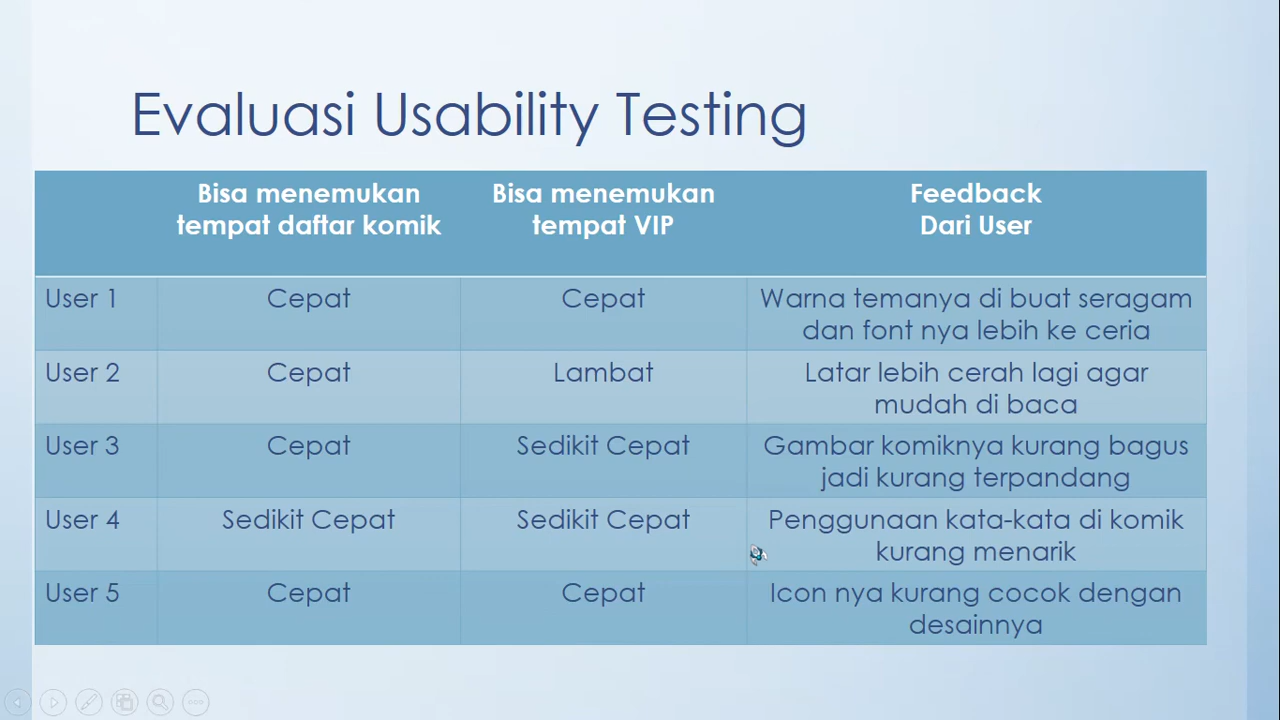 Evaluasi Usability Testing
Bisa menemukan
tempat daftar komik
Bisa menemukan
tempat VIP
Feedback
Dari User
User 1
Cepat
Cepat
Warna temanya di buat seragam
dan font nya lebih ke ceria
User 2
Cepat
Lambat
Latar lebih cerah lagi agar
mudah di baca
User 3
Cepat
Sedikit Cepat
Gambar komiknya kurang bagus
jadi kurang terpandang
User 4
Sedikit Cepat
Sedikit Cepat
Penggunaan kata-kata di komik
kurang menarik
User 5
Cepat
Cepat
Icon nya kurang cocok dengan
desainnya